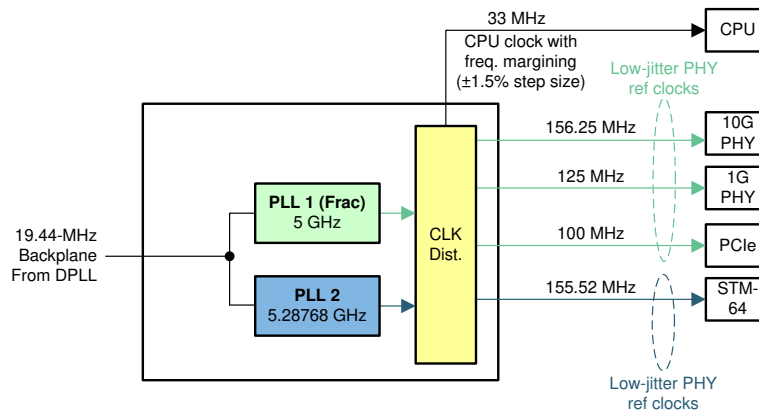 33 MHz
CPU clock with
freq. margining
(±1.5% step size)
CPU
Low-jitter PHY
ref clocks
156.25 MHz
10G
PHY
125 MHz
1G
PHY
PLL 1 (Frac)
5 GHz
CLK
Dist.
100 MHz
PCIe
19.44-MHz
Backplane
From DPLL
PLL 2
5.28768 GHz
155.52 MHz
STM-
64
Low-jitter PHY
ref clocks